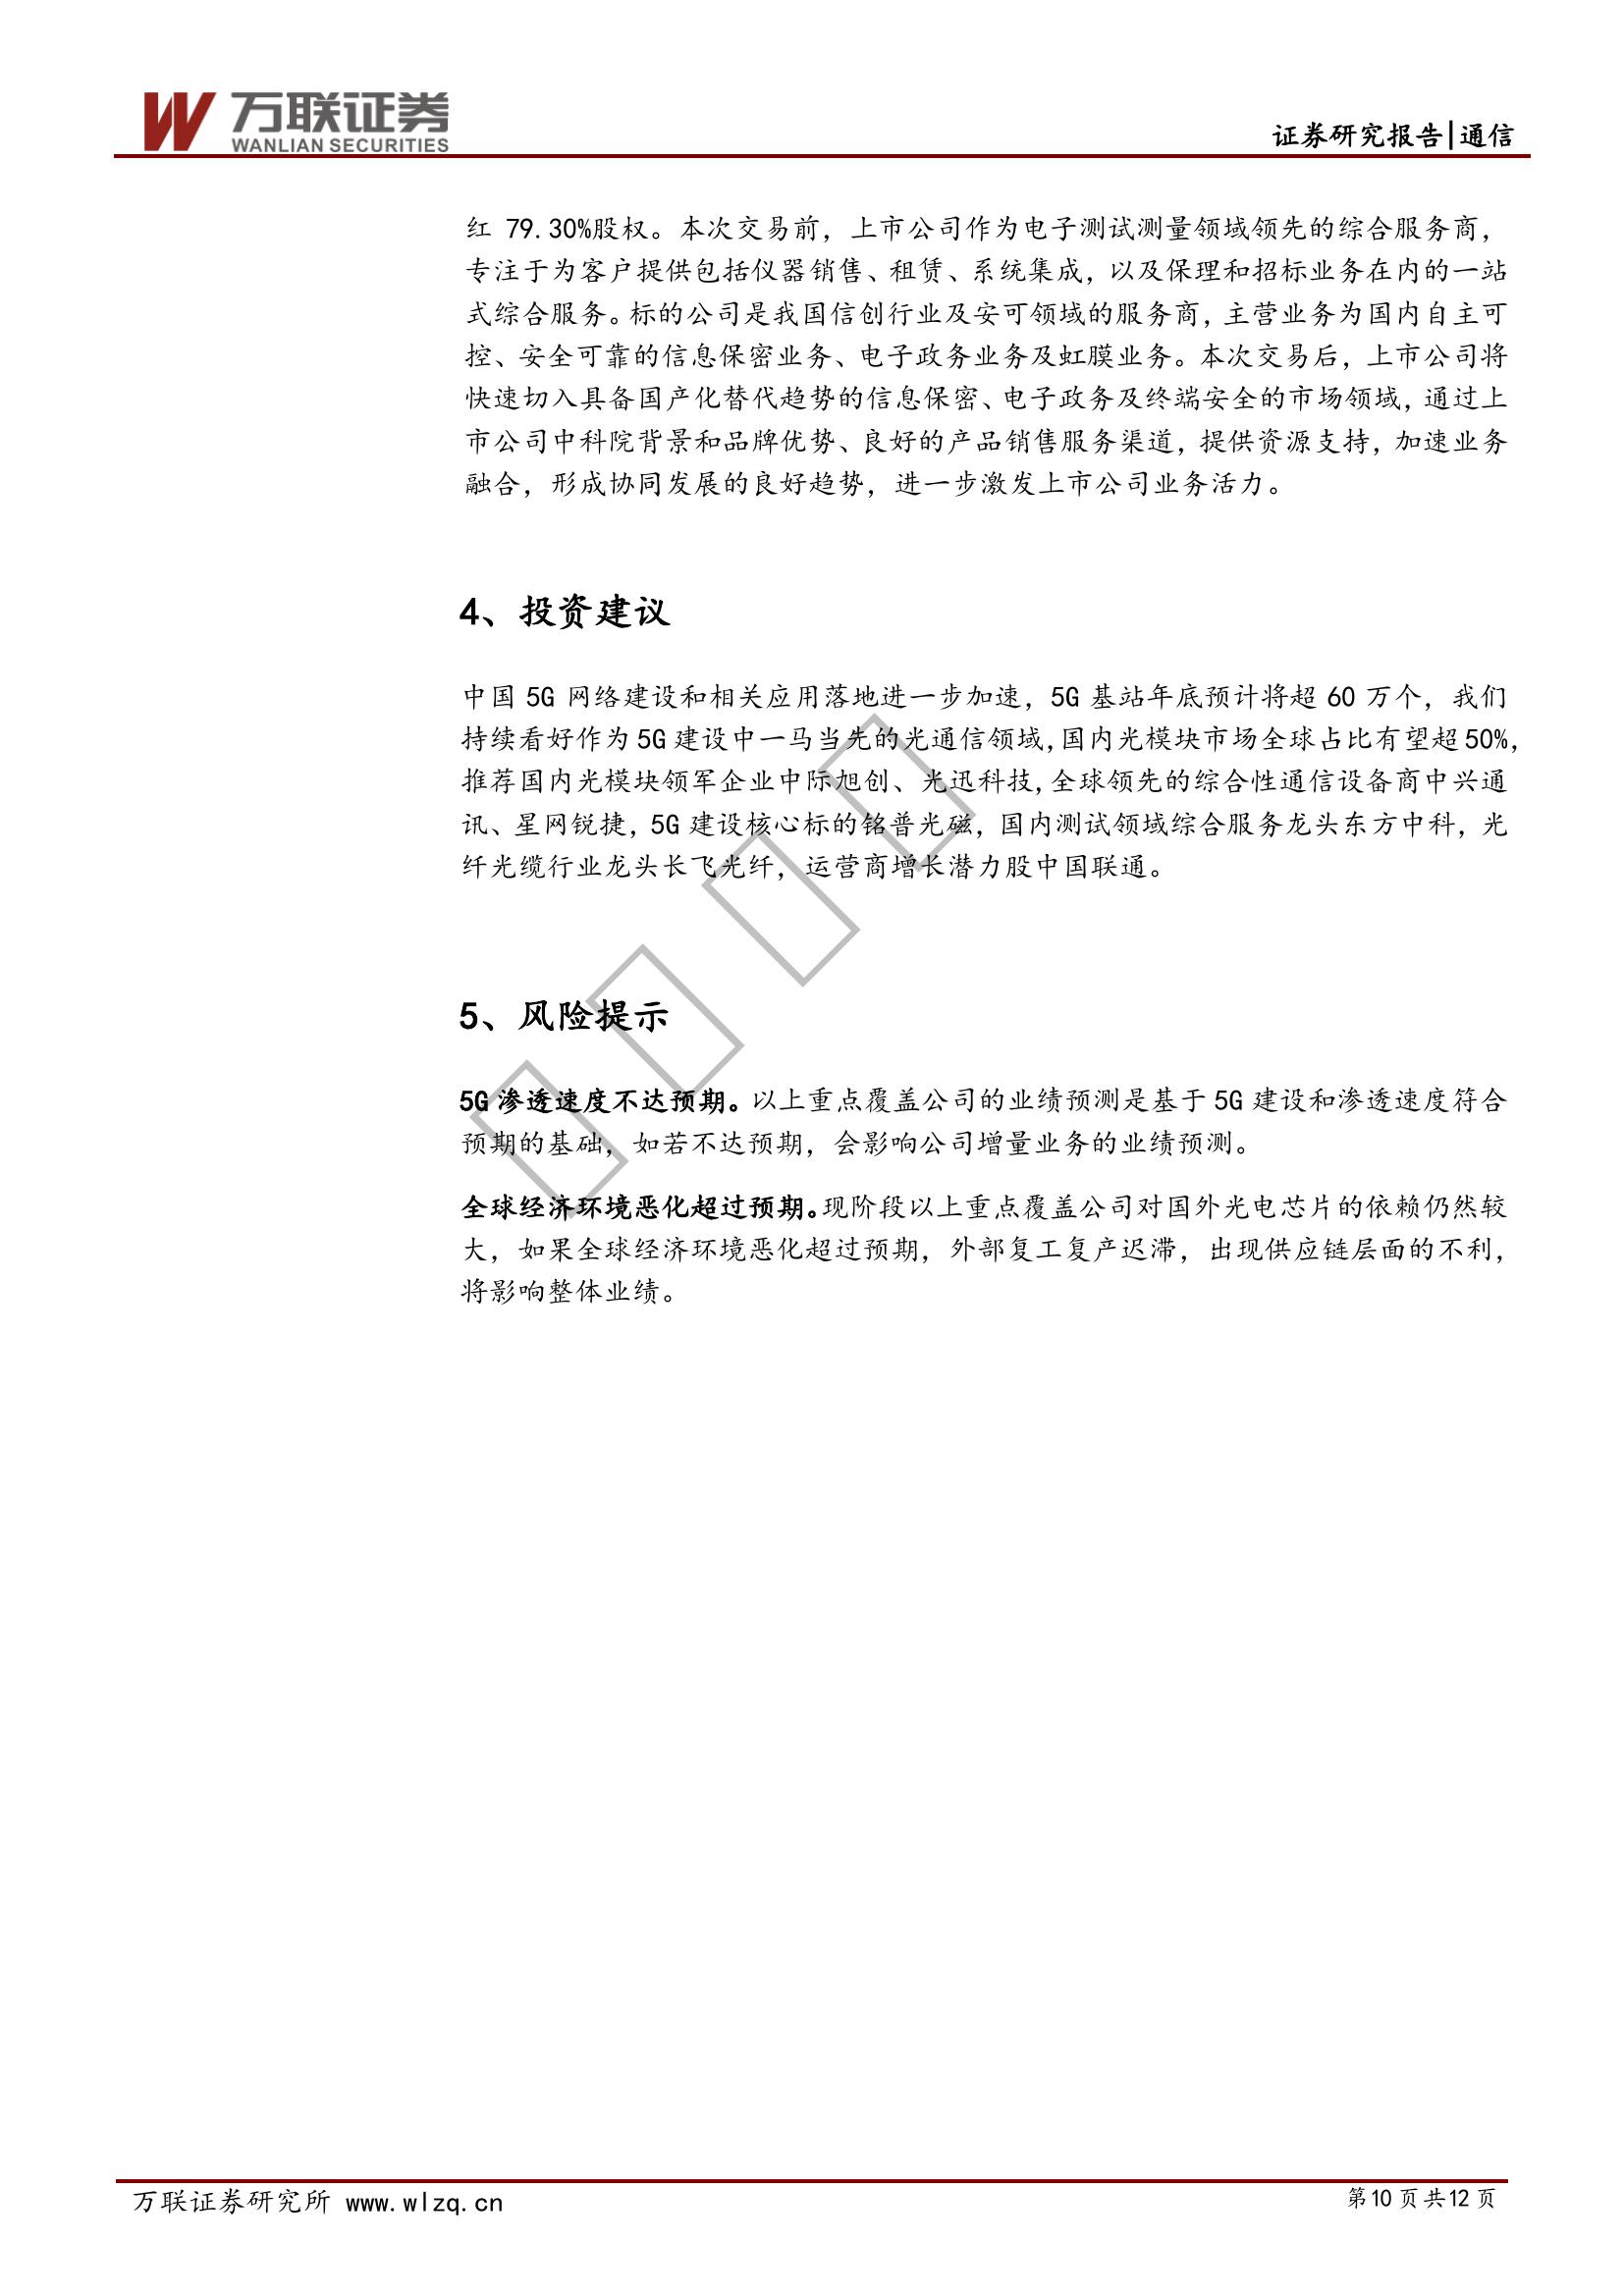 万联证券
WANLIAN SECURITIES
证券研究报告|通信
红 79.30%股权。本次交易前，上市公司作为电子测试测量领域领先的综合服务商，
专注于为客户提供包括仪器销售、租赁、系统集成，以及保理和招标业务在内的一站
式综合服务。标的公司是我国信创行业及安可领域的服务商，主营业务为国内自主可
控、安全可靠的信息保密业务、电子政务业务及虹膜业务。本次交易后，上市公司将
快速切入具备国产化替代趋势的信息保密、电子政务及终端安全的市场领域，通过上
市公司中科院背景和品牌优势、良好的产品销售服务渠道，提供资源支持，加速业务
融合，形成协同发展的良好趋势，进一步激发上市公司业务活力。
4、投资建议
中国 5G 网络建设和相关应用落地进一步加速，5G 基站年底预计将超 60 万个，我们
持续看好作为 5G 建设中一马当先的光通信领域，国内光模块市场全球占比有望超 50%，
推荐国内光模块领军企业中际旭创、光迅科技，全球领先的综合性通信设备商中兴通
讯、星网锐捷，5G 建设核心标的铭普光磁，国内测试领域综合服务龙头东方中科，光
纤光缆行业龙头长飞光纤，运营商增长潜力股中国联通。
5、风险提示
5G 渗透速度不达预期。以上重点覆盖公司的业绩预测是基于 5G 建设和渗透速度符合
预期的基础，如若不达预期，会影响公司增量业务的业绩预测。
全球经济环境恶化超过预期。现阶段以上重点覆盖公司对国外光电芯片的依赖仍然较
大，如果全球经济环境恶化超过预期，外部复工复产迟滞，出现供应链层面的不利，
将影响整体业绩。
万联证券研究所 www.wlzq.cn
第 10 页 共 12 页